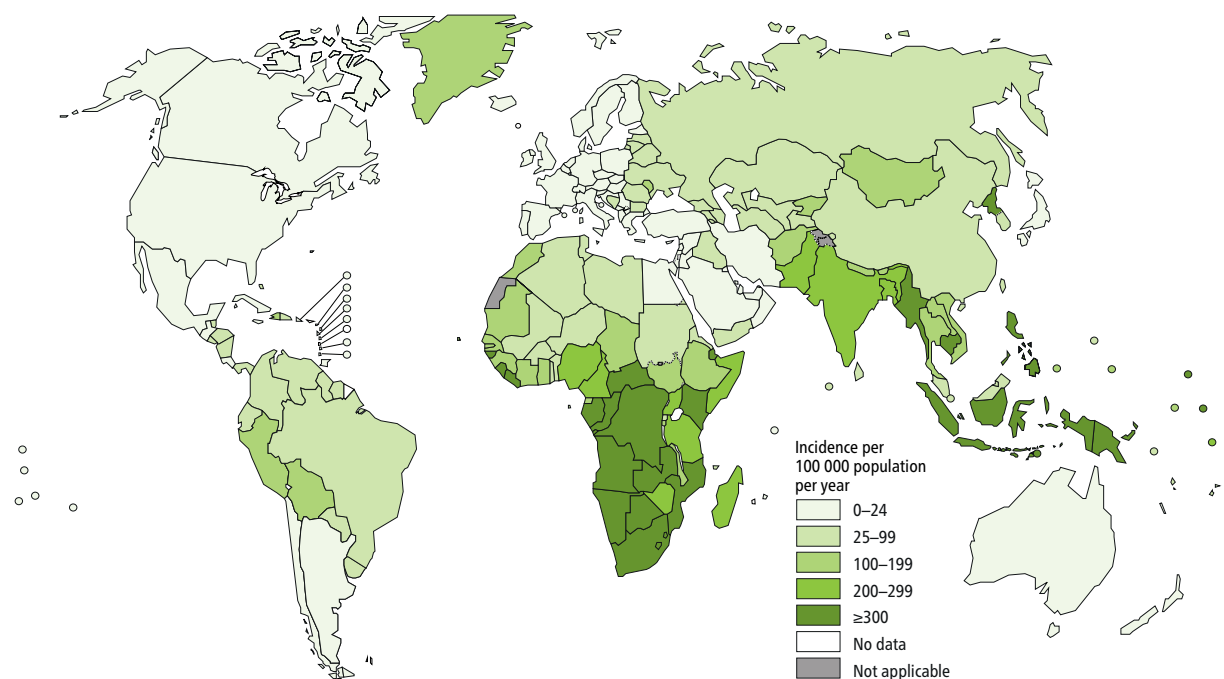 Incidence per
100 000 population
per year
0–24
25–99
100–199
200–299
≥300
No data
Not applicable